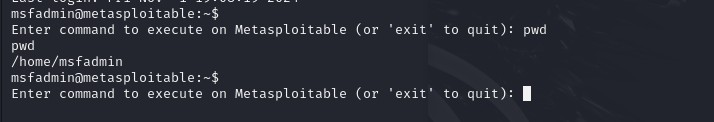 msfadmin@metasploitable:~$
Enter command to execute on Metasploitable (or 'exit' to quit): pwd
pwd
/home/msfadmin
msfadmin@metasploitable:~$
Enter command to execute on Metasploitable (or 'exit' to quit):